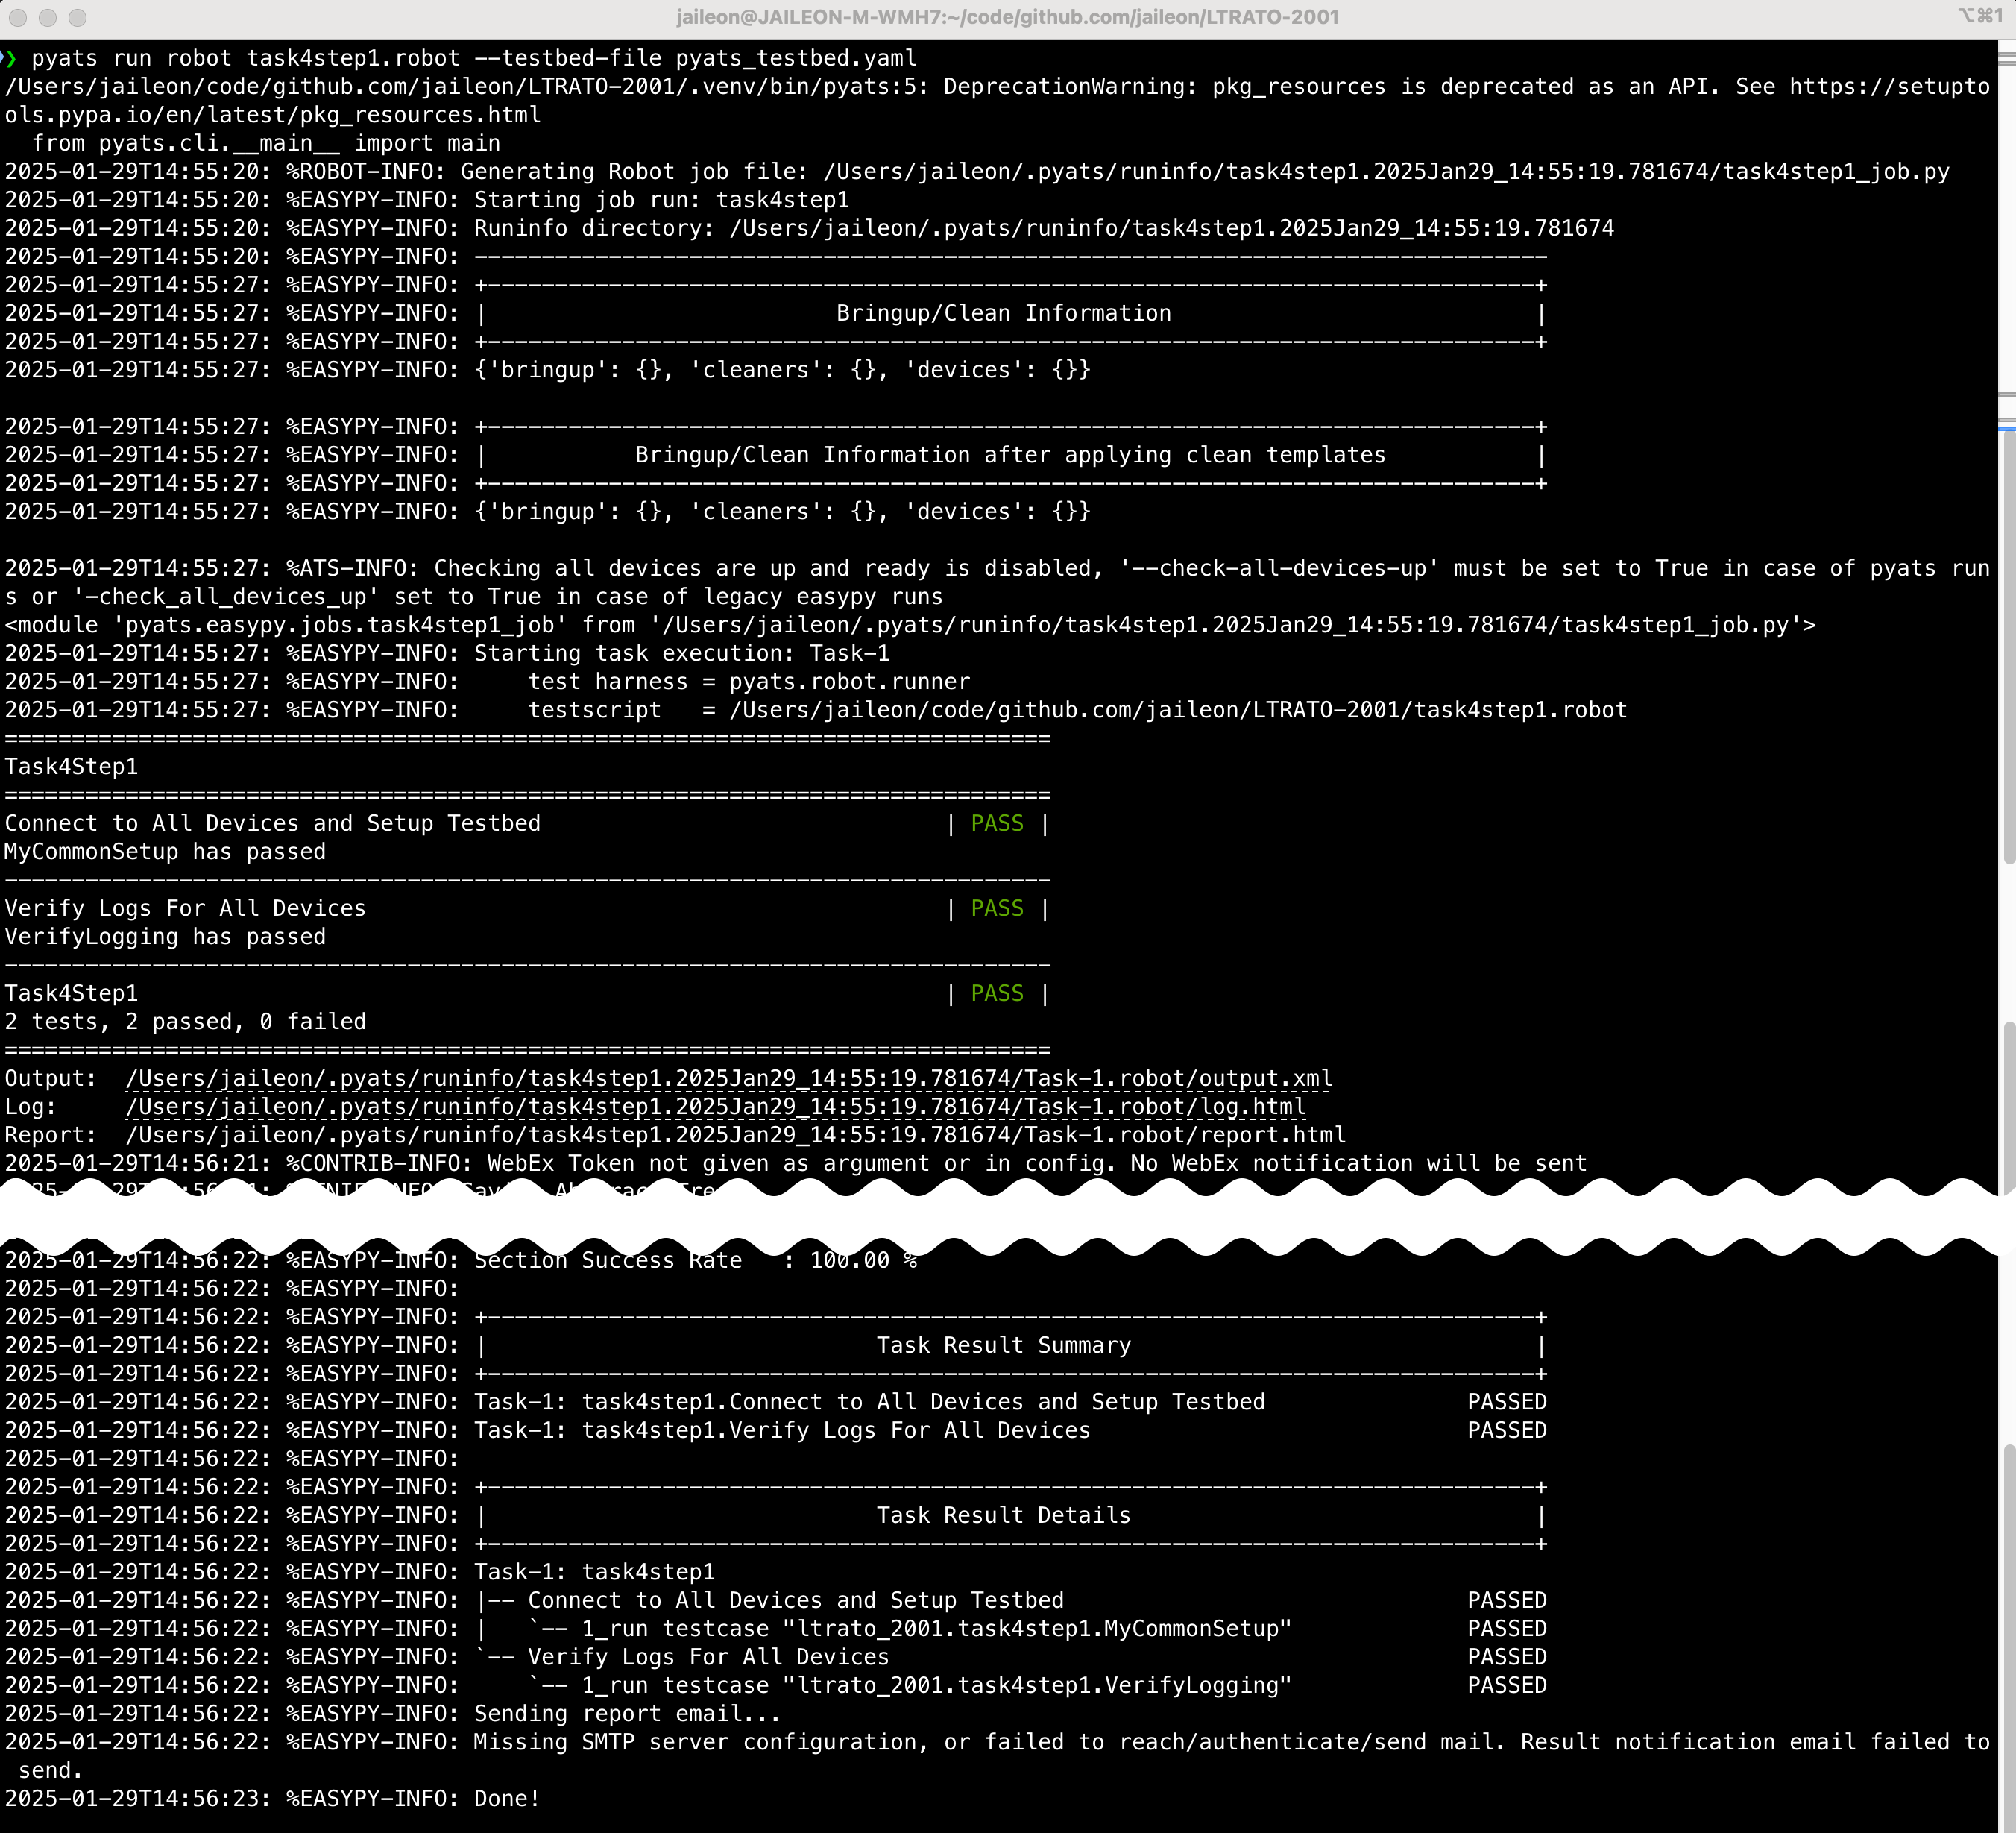 jaileon@JAILEON-M-WMH7:~/code/github.com/jaileon/LTRATO-2001
⌥⌘1
❯ pyats run robot task4step1.robot --testbed-file pyats_testbed.yaml
/Users/jaileon/code/github.com/jaileon/LTRATO-2001/.venv/bin/pyats:5: DeprecationWarning: pkg_resources is deprecated as an API. See https://setupto
ols.pypa.io/en/latest/pkg_resources.html
  from pyats.cli.__main__ import main
2025-01-29T14:55:20: %ROBOT-INFO: Generating Robot job file: /Users/jaileon/.pyats/runinfo/task4step1.2025Jan29_14:55:19.781674/task4step1_job.py
2025-01-29T14:55:20: %EASYPY-INFO: Starting job run: task4step1
2025-01-29T14:55:20: %EASYPY-INFO: Runinfo directory: /Users/jaileon/.pyats/runinfo/task4step1.2025Jan29_14:55:19.781674
2025-01-29T14:55:20: %EASYPY-INFO: --------------------------------------------------------------------------------
2025-01-29T14:55:27: %EASYPY-INFO: +------------------------------------------------------------------------------+
2025-01-29T14:55:27: %EASYPY-INFO: |                          Bringup/Clean Information                           |
2025-01-29T14:55:27: %EASYPY-INFO: +------------------------------------------------------------------------------+
2025-01-29T14:55:27: %EASYPY-INFO: {'bringup': {}, 'cleaners': {}, 'devices': {}}
2025-01-29T14:55:27: %EASYPY-INFO: +------------------------------------------------------------------------------+
2025-01-29T14:55:27: %EASYPY-INFO: |           Bringup/Clean Information after applying clean templates           |
2025-01-29T14:55:27: %EASYPY-INFO: +------------------------------------------------------------------------------+
2025-01-29T14:55:27: %EASYPY-INFO: {'bringup': {}, 'cleaners': {}, 'devices': {}}
2025-01-29T14:55:27: %ATS-INFO: Checking all devices are up and ready is disabled, '--check-all-devices-up' must be set to True in case of pyats run
s or '-check_all_devices_up' set to True in case of legacy easypy runs
<module 'pyats.easypy.jobs.task4step1_job' from '/Users/jaileon/.pyats/runinfo/task4step1.2025Jan29_14:55:19.781674/task4step1_job.py'>
2025-01-29T14:55:27: %EASYPY-INFO: Starting task execution: Task-1
2025-01-29T14:55:27: %EASYPY-INFO:     test harness = pyats.robot.runner
2025-01-29T14:55:27: %EASYPY-INFO:     testscript   = /Users/jaileon/code/github.com/jaileon/LTRATO-2001/task4step1.robot
==============================================================================
Task4Step1
==============================================================================
Connect to All Devices and Setup Testbed                              | PASS |
MyCommonSetup has passed
------------------------------------------------------------------------------
Verify Logs For All Devices                                           | PASS |
VerifyLogging has passed
------------------------------------------------------------------------------
Task4Step1                                                            | PASS |
2 tests, 2 passed, 0 failed
==============================================================================
Output:  /Users/jaileon/.pyats/runinfo/task4step1.2025Jan29_14:55:19.781674/Task-1.robot/output.xml
Log:     /Users/jaileon/.pyats/runinfo/task4step1.2025Jan29_14:55:19.781674/Task-1.robot/log.html
Report:  /Users/jaileon/.pyats/runinfo/task4step1.2025Jan29_14:55:19.781674/Task-1.robot/report.html
2025-01-29T14:56:21: %CONTRIB-INFO: WebEx Token not given as argument or in config. No WebEx notification will be sent
2025-01-29T14:56:22: %EASYPY-INFO: Section Success Rate   : 100.00 %
2025-01-29T14:56:22: %EASYPY-INFO:
2025-01-29T14:56:22: %EASYPY-INFO: +------------------------------------------------------------------------------+
2025-01-29T14:56:22: %EASYPY-INFO: |                             Task Result Summary                              |
2025-01-29T14:56:22: %EASYPY-INFO: +------------------------------------------------------------------------------+
2025-01-29T14:56:22: %EASYPY-INFO: Task-1: task4step1.Connect to All Devices and Setup Testbed               PASSED
2025-01-29T14:56:22: %EASYPY-INFO: Task-1: task4step1.Verify Logs For All Devices                            PASSED
2025-01-29T14:56:22: %EASYPY-INFO:
2025-01-29T14:56:22: %EASYPY-INFO: +------------------------------------------------------------------------------+
2025-01-29T14:56:22: %EASYPY-INFO: |                             Task Result Details                              |
2025-01-29T14:56:22: %EASYPY-INFO: +------------------------------------------------------------------------------+
2025-01-29T14:56:22: %EASYPY-INFO: Task-1: task4step1
2025-01-29T14:56:22: %EASYPY-INFO: |-- Connect to All Devices and Setup Testbed                              PASSED
2025-01-29T14:56:22: %EASYPY-INFO: |   `-- 1_run testcase "ltrato_2001.task4step1.MyCommonSetup"             PASSED
2025-01-29T14:56:22: %EASYPY-INFO: `-- Verify Logs For All Devices                                           PASSED
2025-01-29T14:56:22: %EASYPY-INFO:     `-- 1_run testcase "ltrato_2001.task4step1.VerifyLogging"             PASSED
2025-01-29T14:56:22: %EASYPY-INFO: Sending report email...
2025-01-29T14:56:22: %EASYPY-INFO: Missing SMTP server configuration, or failed to reach/authenticate/send mail. Result notification email failed to
 send.
2025-01-29T14:56:23: %EASYPY-INFO: Done!